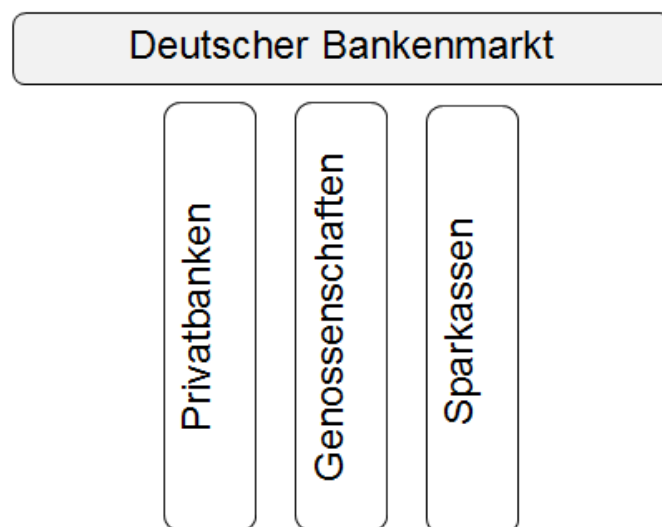 Deutscher Bankenmarkt
Privatbanken
Genossenschaften
Sparkassen